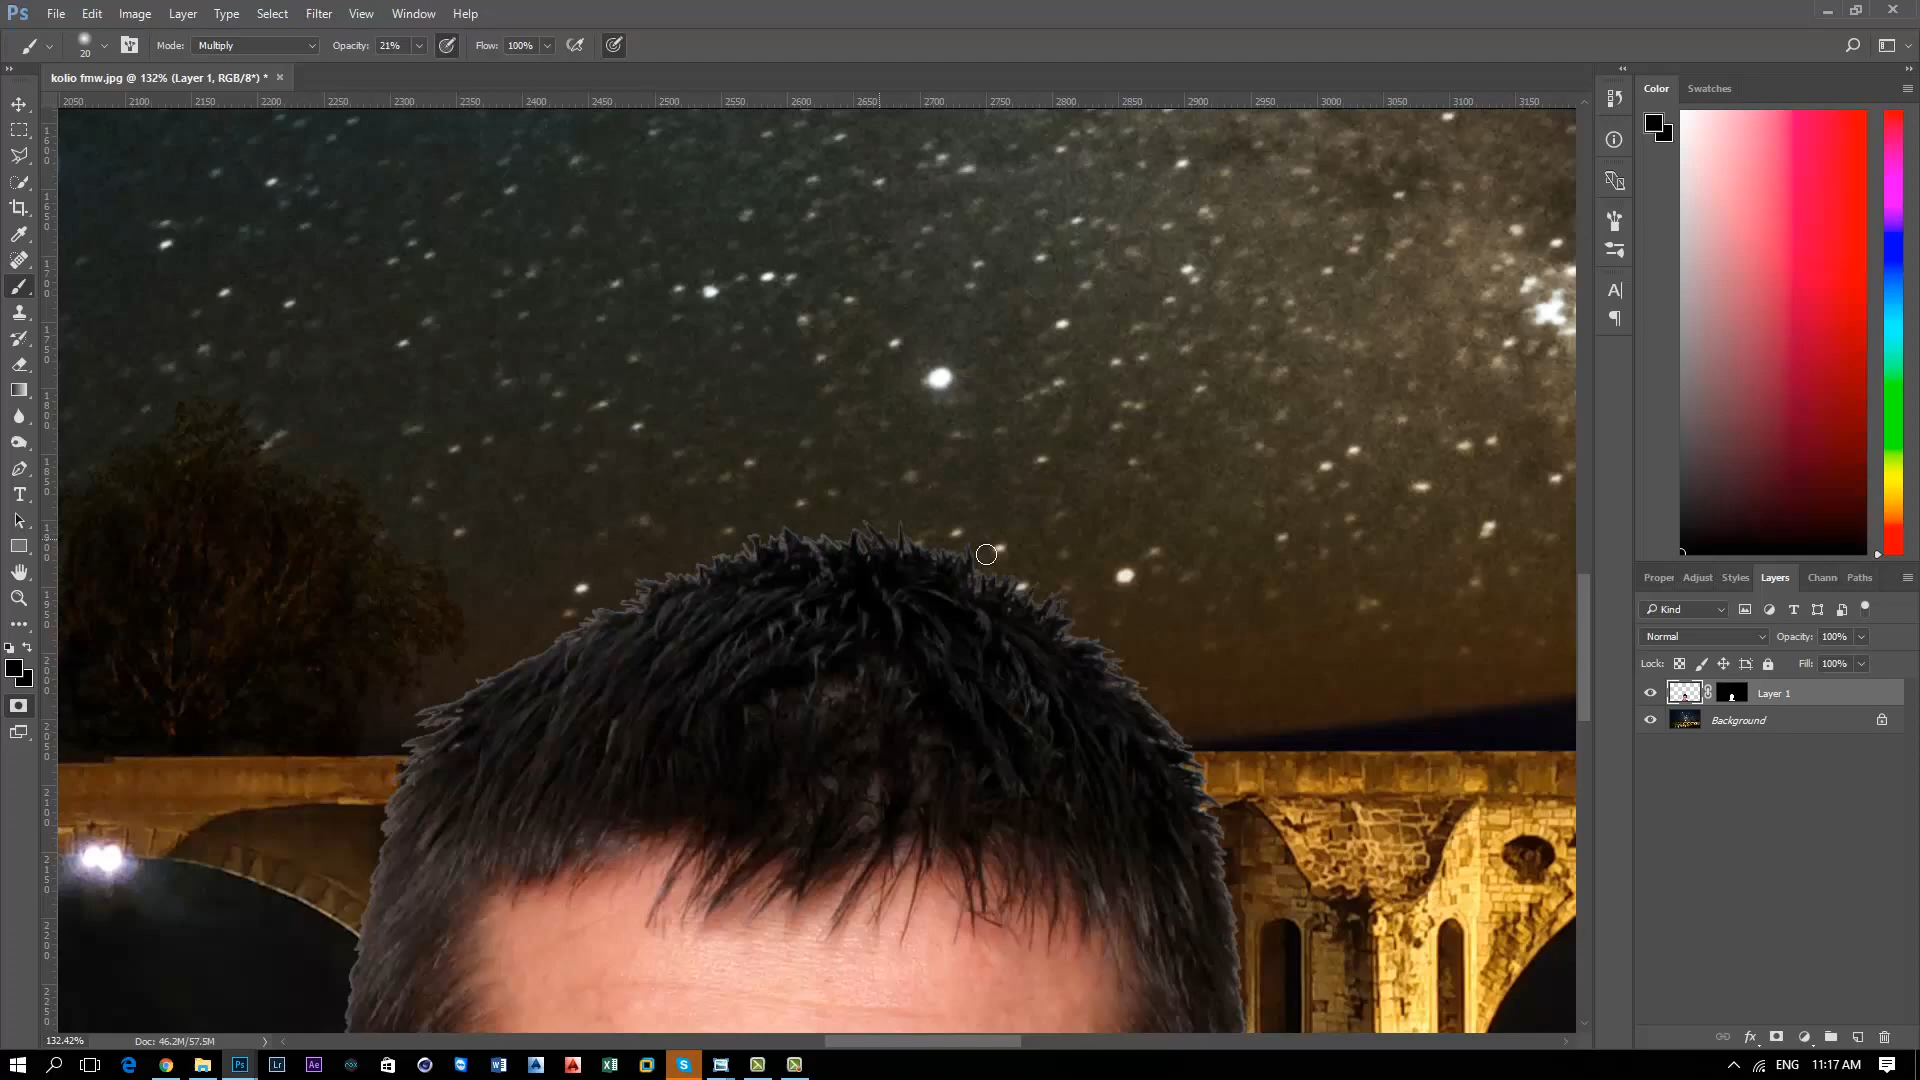 Ps File Edit Image Layer Type Select Filter View Window Help
20 Mode: Multiply Opacity: 21% Flow: 100%
kolio fmw.jpg @ 132% (Layer 1, RGB/8*) * ×
2050 2100 2150 2200 2250 2300 2350 2400 2450 2500 2550 2600 2650 2700 2750 2800 2850 2900 2950 3000 3050 3100 3150
Color Swatches
Proper Adjust Styles Layers Chann Paths
Kind
Normal Opacity: 100%
Lock: Fill: 100%
Layer 1
Background
132.42% Doc: 46.2M/57.5M
ENG 11:17 AM